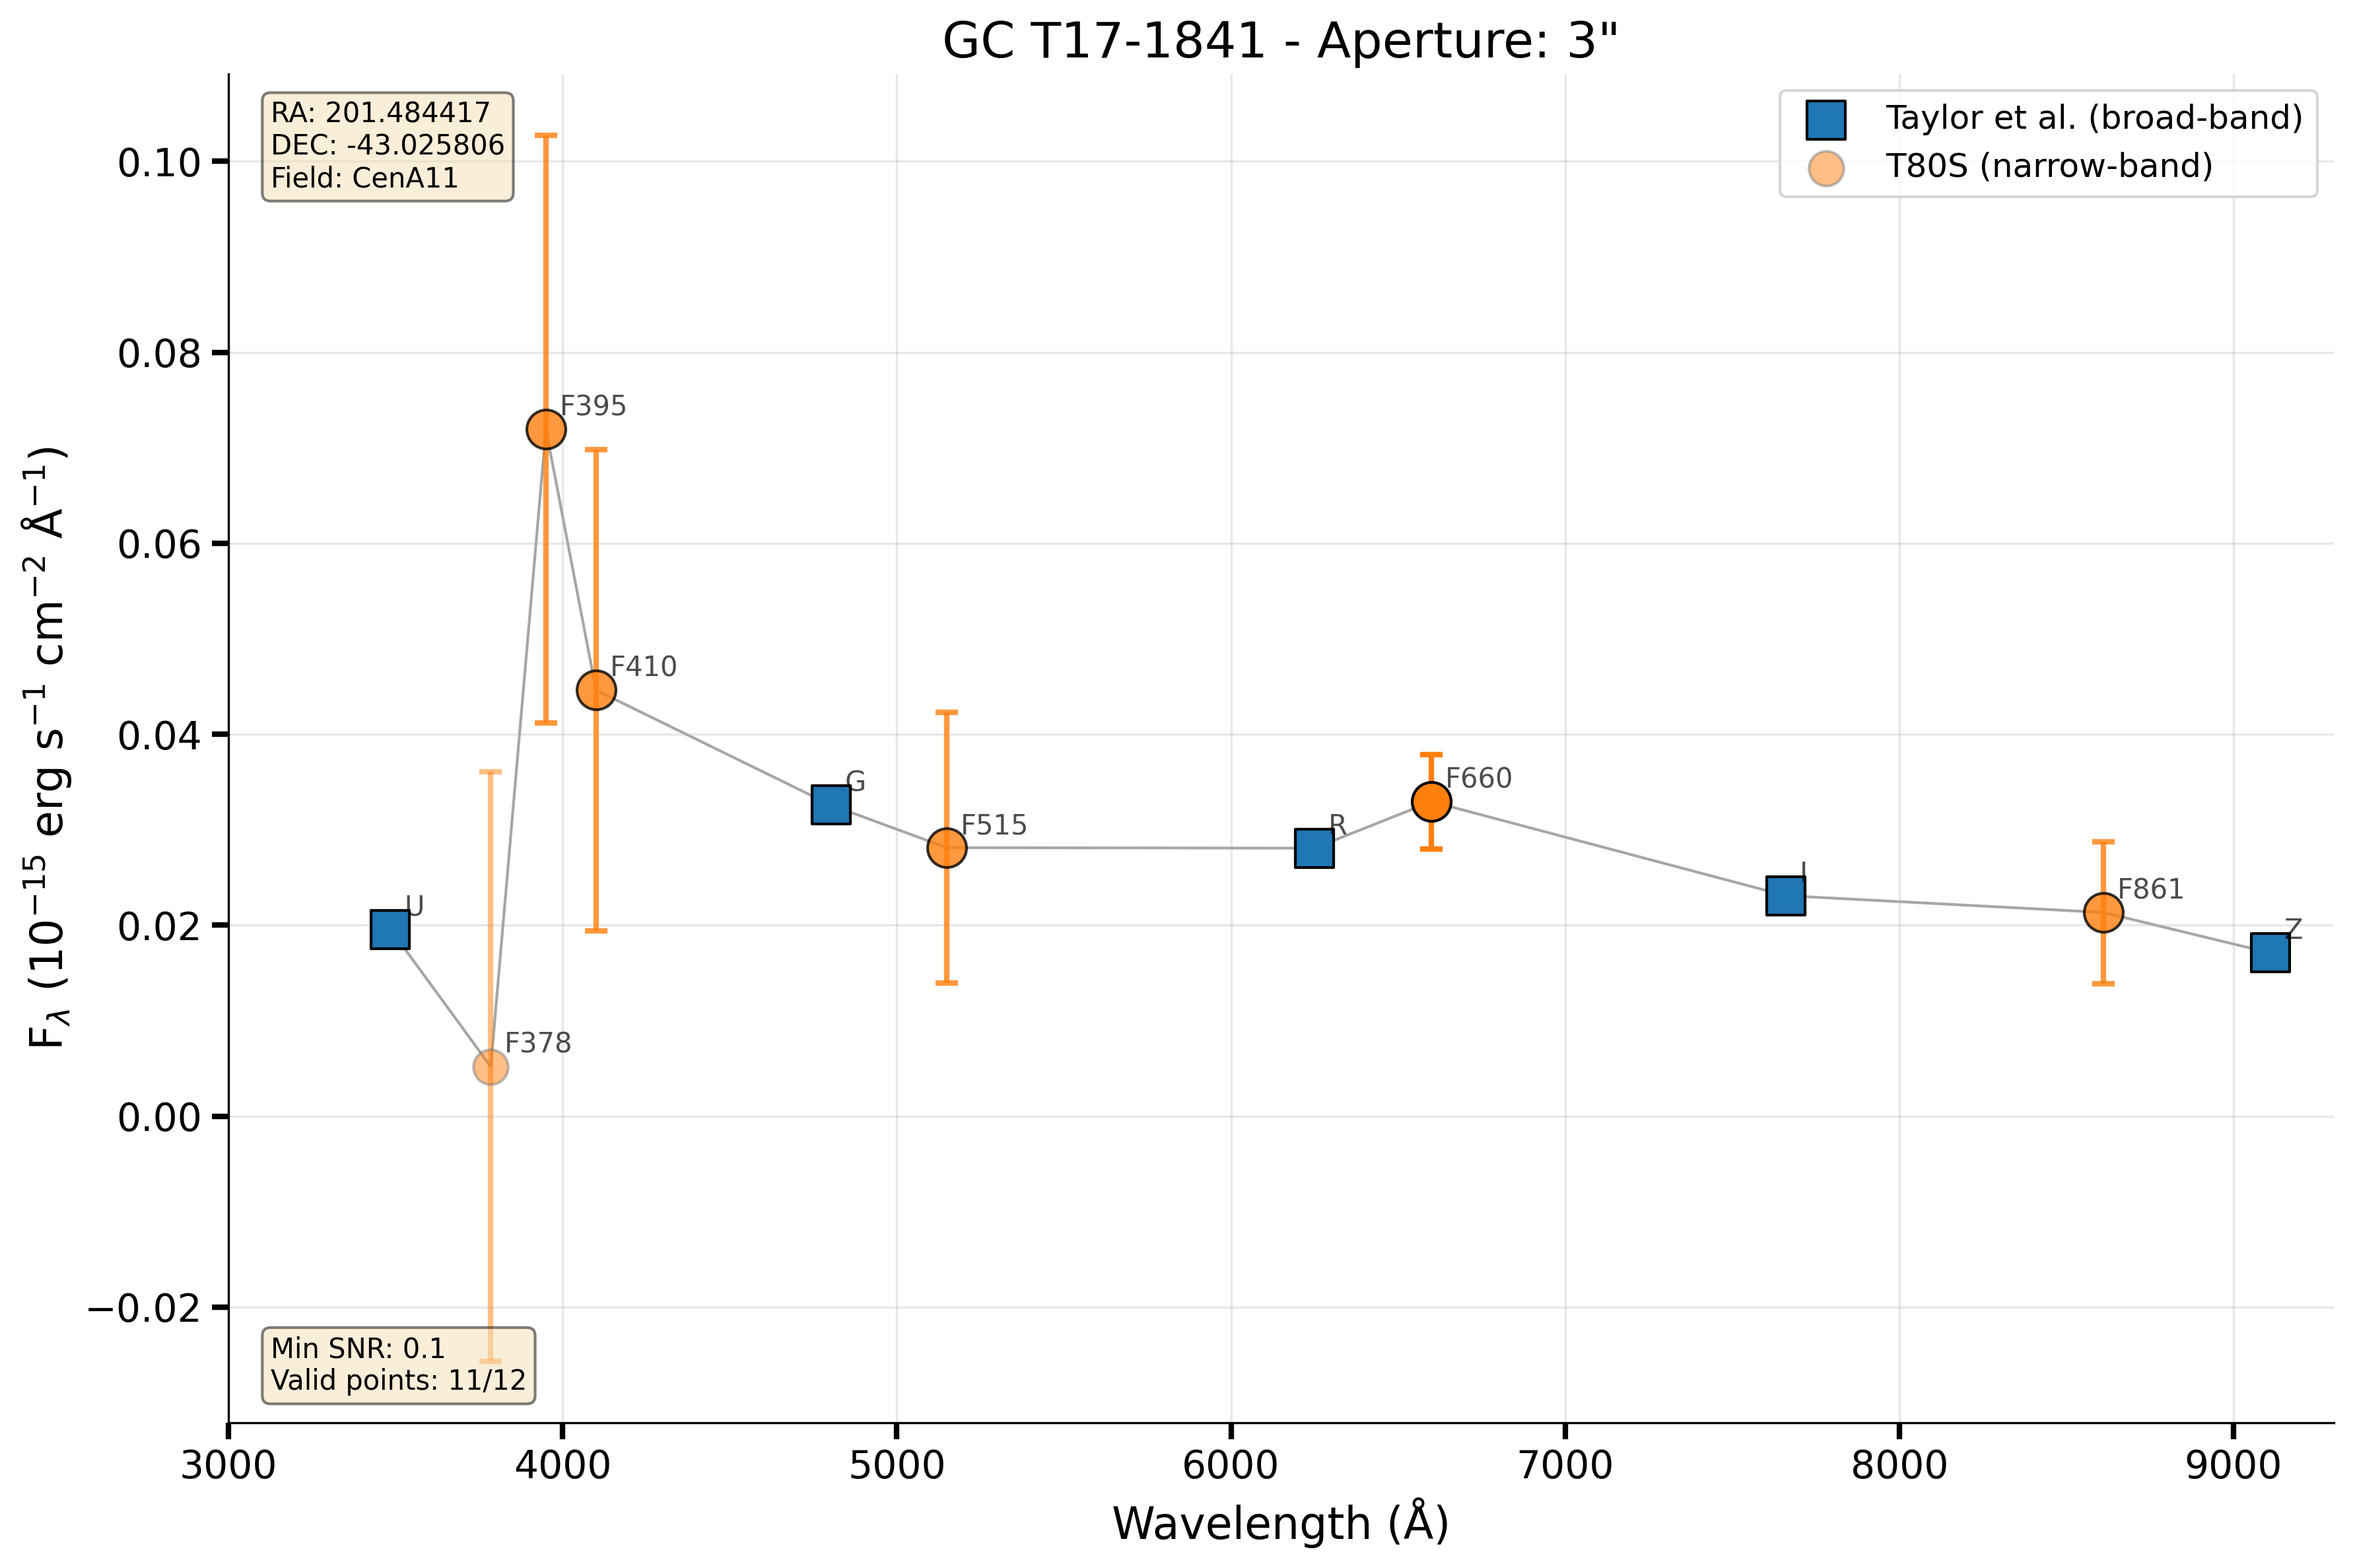 GC T17-1841 - Aperture: 3"
RA: 201.484417
DEC: -43.025806
Field: CenA11
Taylor et al. (broad-band)
T80S (narrow-band)
0.10
0.08
0.06
0.04
0.02
0.00
−0.02
F$_λ$ (10$^{−15}$ erg s$^{−1}$ cm$^{−2}$ Å$^{−1}$)
F395
F410
G
F515
R
F660
I
F861
Z
U
F378
Min SNR: 0.1
Valid points: 11/12
3000 4000 5000 6000 7000 8000 9000
Wavelength (Å)